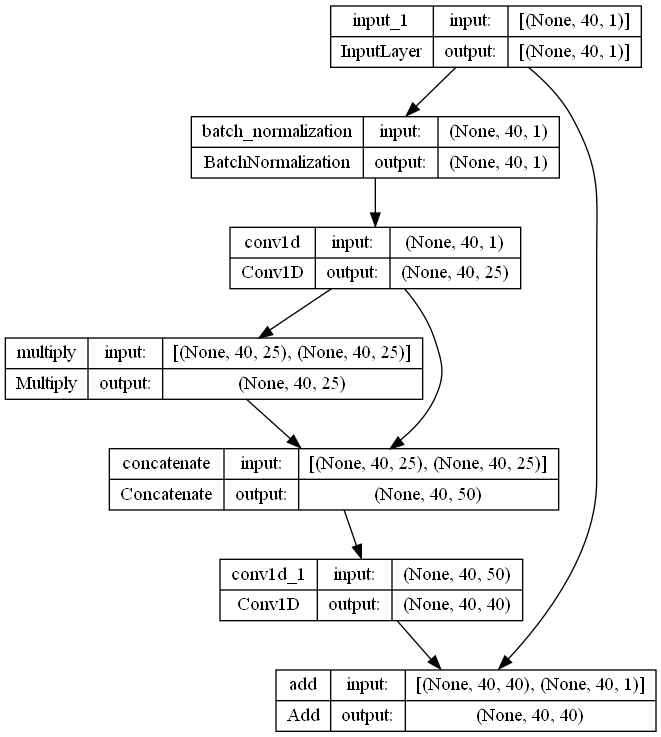 input_1 input: [(None, 40, 1)]
InputLayer output: [(None, 40, 1)]
batch_normalization input: (None, 40, 1)
BatchNormalization output: (None, 40, 1)
conv1d input: (None, 40, 1)
Conv1D output: (None, 40, 25)
multiply input: [(None, 40, 25), (None, 40, 25)]
Multiply output: (None, 40, 25)
concatenate input: [(None, 40, 25), (None, 40, 25)]
Concatenate output: (None, 40, 50)
conv1d_1 input: (None, 40, 50)
Conv1D output: (None, 40, 40)
add input: [(None, 40, 40), (None, 40, 1)]
Add output: (None, 40, 40)